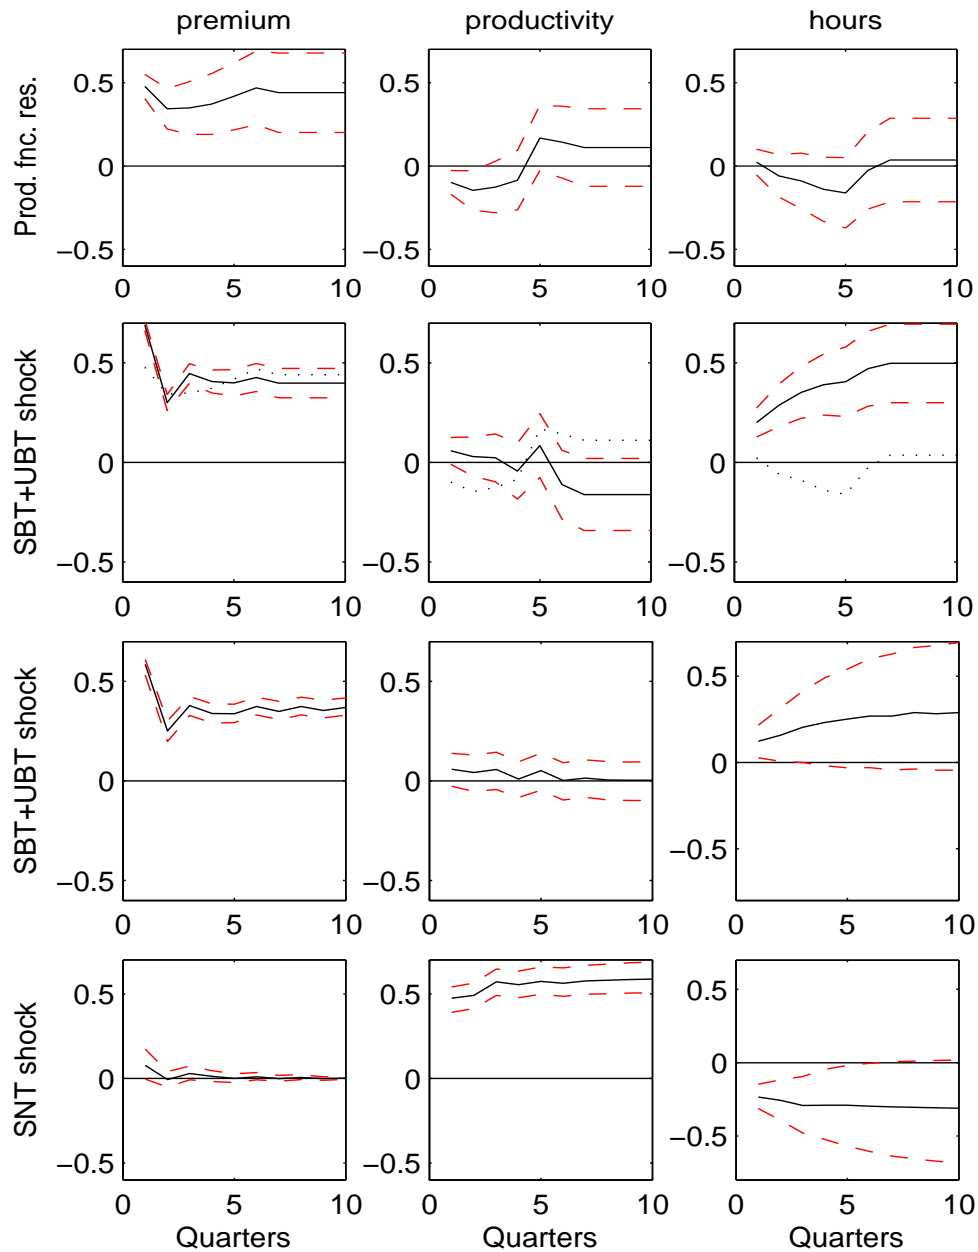 premium productivity hours
Prod. fnc. res.
0.5 0.5 0.5
0 0 0
−0.5 −0.5 −0.5
0 5 10 0 5 10 0 5 10
SBT+UBT shock
0.5 0.5 0.5
0 0 0
−0.5 −0.5 −0.5
0 5 10 0 5 10 0 5 10
SBT+UBT shock
0.5 0.5 0.5
0 0 0
−0.5 −0.5 −0.5
0 5 10 0 5 10 0 5 10
SNT shock
0.5 0.5 0.5
0 0 0
−0.5 −0.5 −0.5
0 5 10 0 5 10 0 5 10
Quarters Quarters Quarters